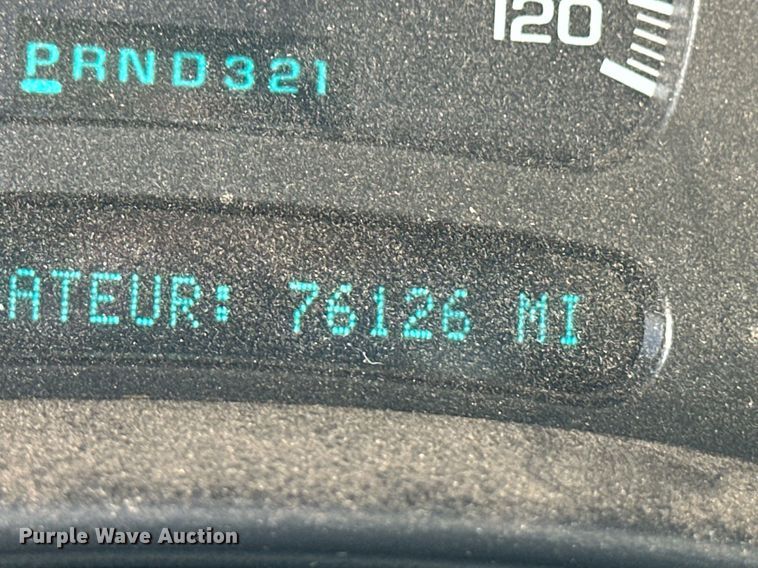 120
PRND321
ATEUR: 76126 MI
Purple Wave Auction